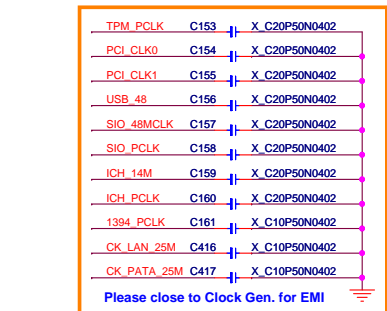 TPM_PCLK C153 X_C20P50N0402
PCI_CLK0 C154 X_C20P50N0402
PCI_CLK1 C155 X_C20P50N0402
USB_48 C156 X_C20P50N0402
SIO_48MCLK C157 X_C20P50N0402
SIO_PCLK C158 X_C20P50N0402
ICH_14M C159 X_C20P50N0402
ICH_PCLK C160 X_C20P50N0402
1394_PCLK C161 X_C10P50N0402
CK_LAN_25M C416 X_C10P50N0402
CK_PATA_25M C417 X_C10P50N0402
Please close to Clock Gen. for EMI